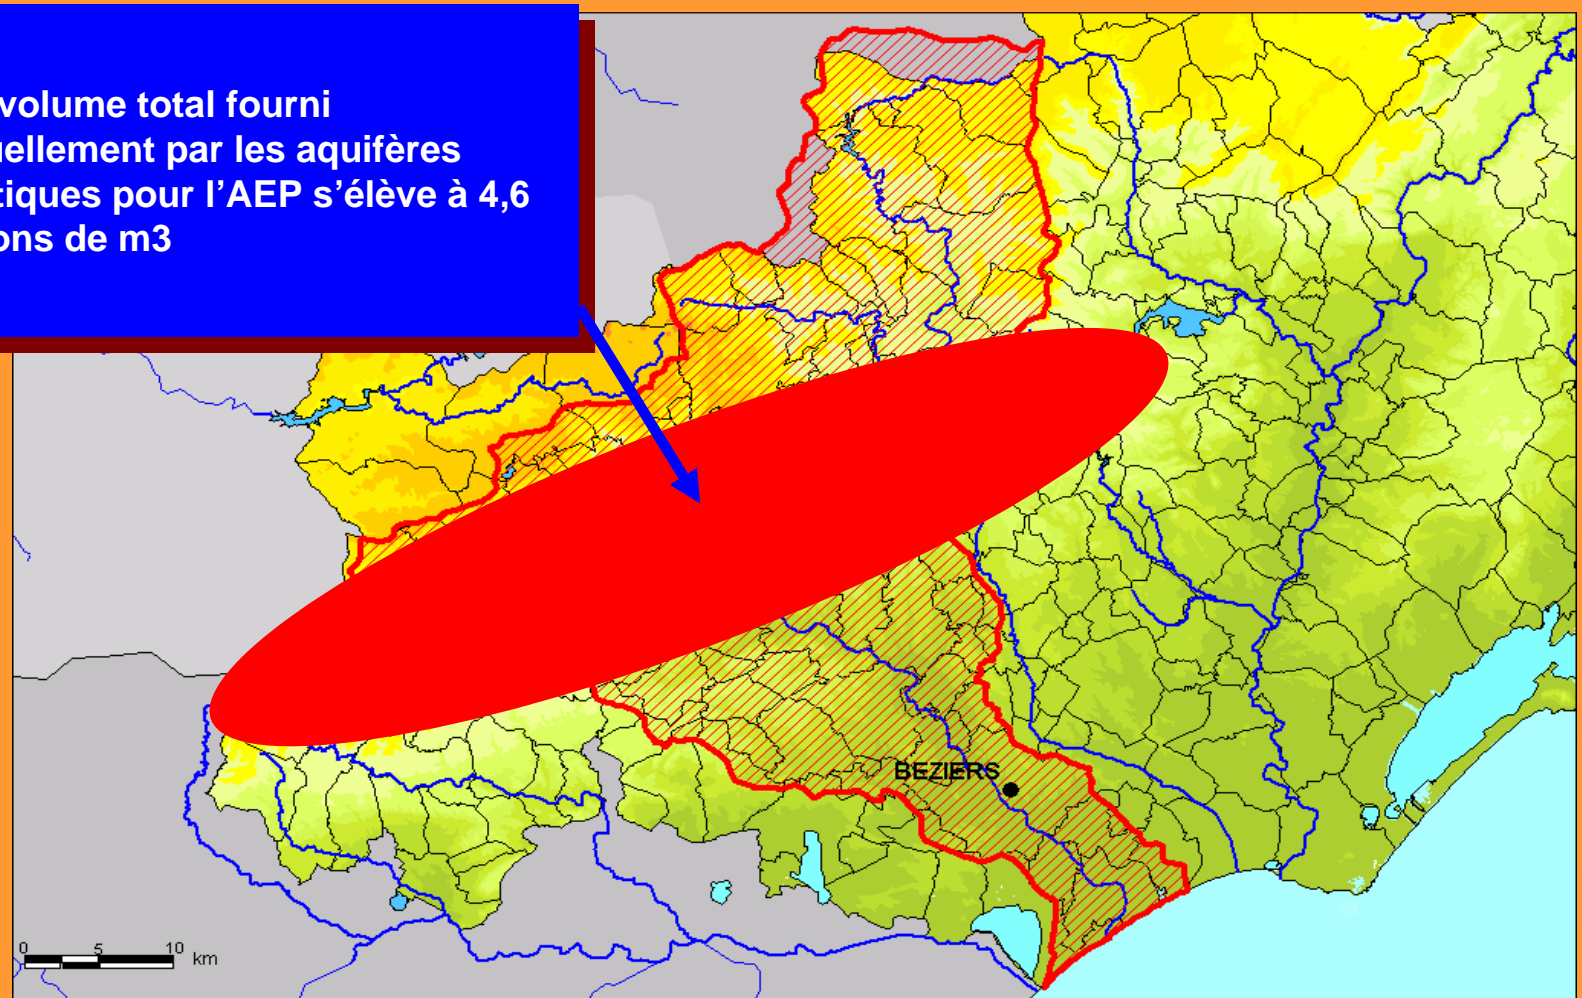 volume total fourni
uellement par les aquifères
tiques pour l'AEP s'élève à 4,6
ons de m3
BEZIERS
0 5 10 km